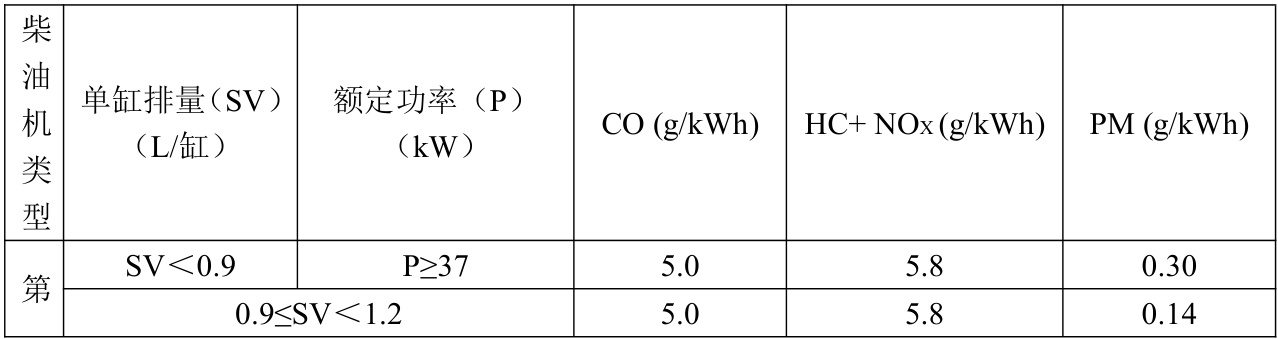 柴油机类型 单缸排量（SV）（L/缸） 额定功率（P）（kW） CO (g/kWh) HC+ NOX (g/kWh) PM (g/kWh)
第 SV＜0.9 P≥37 5.0 5.8 0.30
0.9≤SV＜1.2 5.0 5.8 0.14